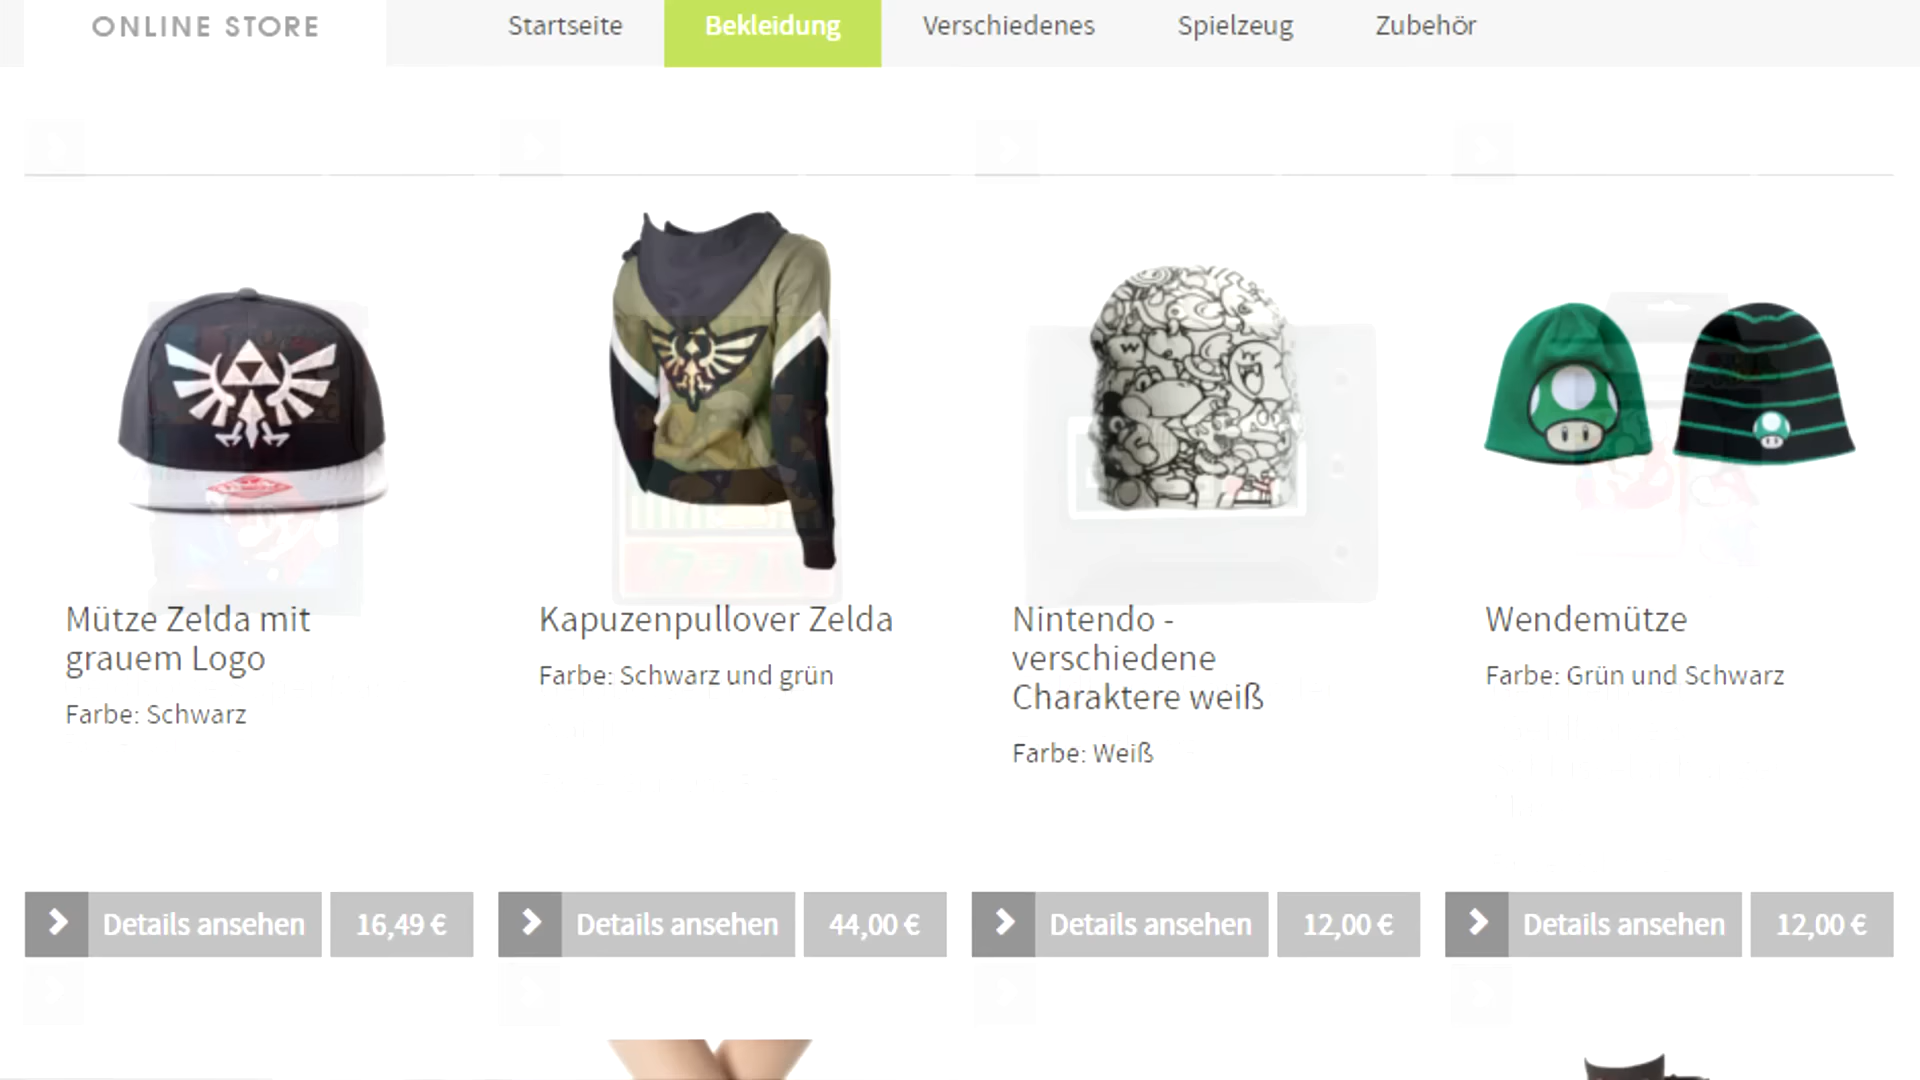 ONLINE STORE
Startseite
Bekleidung
Verschiedenes
Spielzeug
Zubehör
Mütze Zelda mit
grauem Logo
Farbe: Schwarz
Kapuzenpullover Zelda
Farbe: Schwarz und grün
Nintendo -
verschiedene
Charaktere weiß
Farbe: Weiß
Wendemütze
Farbe: Grün und Schwarz
Details ansehen
16,49 €
Details ansehen
44,00 €
Details ansehen
12,00 €
Details ansehen
12,00 €